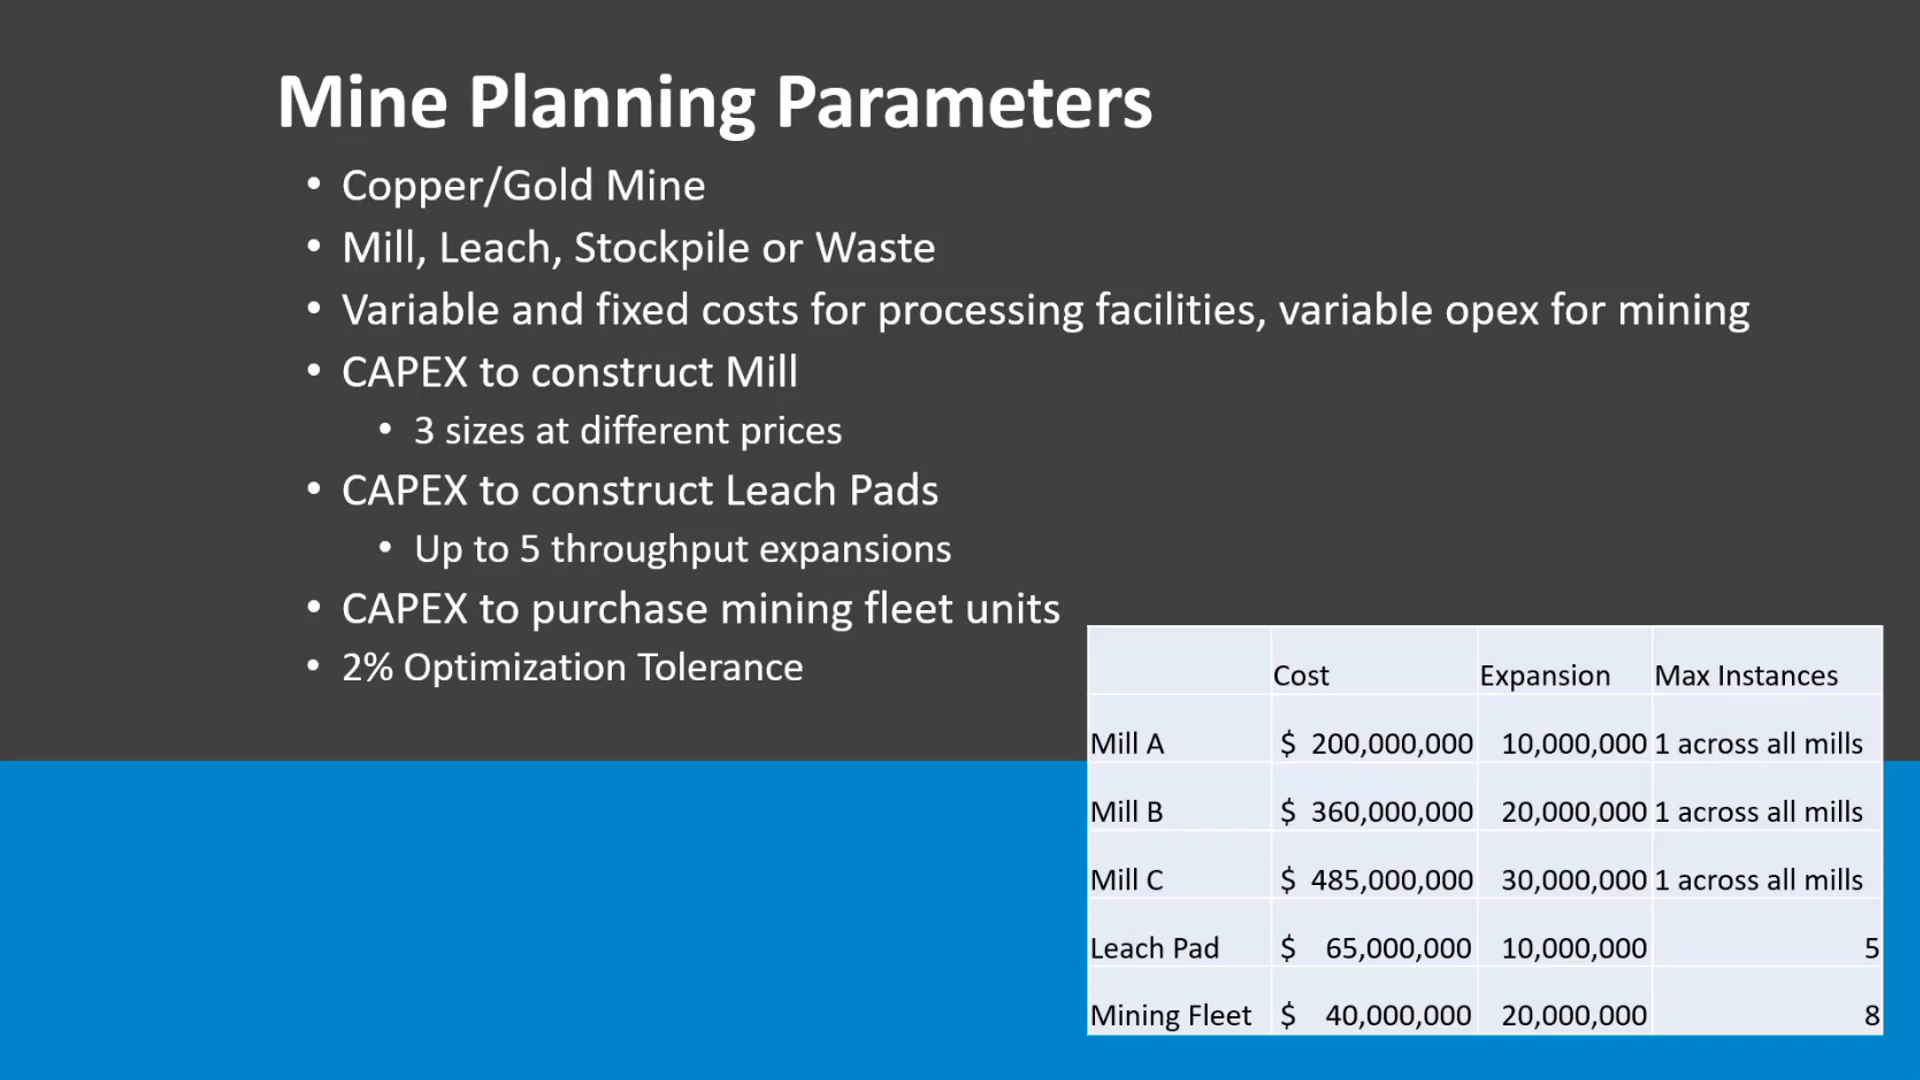 Mine Planning Parameters
• Copper/Gold Mine
• Mill, Leach, Stockpile or Waste
• Variable and fixed costs for processing facilities, variable opex for mining
• CAPEX to construct Mill
• 3 sizes at different prices
• CAPEX to construct Leach Pads
• Up to 5 throughput expansions
• CAPEX to purchase mining fleet units
• 2% Optimization Tolerance
Cost Expansion Max Instances
Mill A $ 200,000,000 10,000,000 1 across all mills
Mill B $ 360,000,000 20,000,000 1 across all mills
Mill C $ 485,000,000 30,000,000 1 across all mills
Leach Pad $ 65,000,000 10,000,000 5
Mining Fleet $ 40,000,000 20,000,000 8